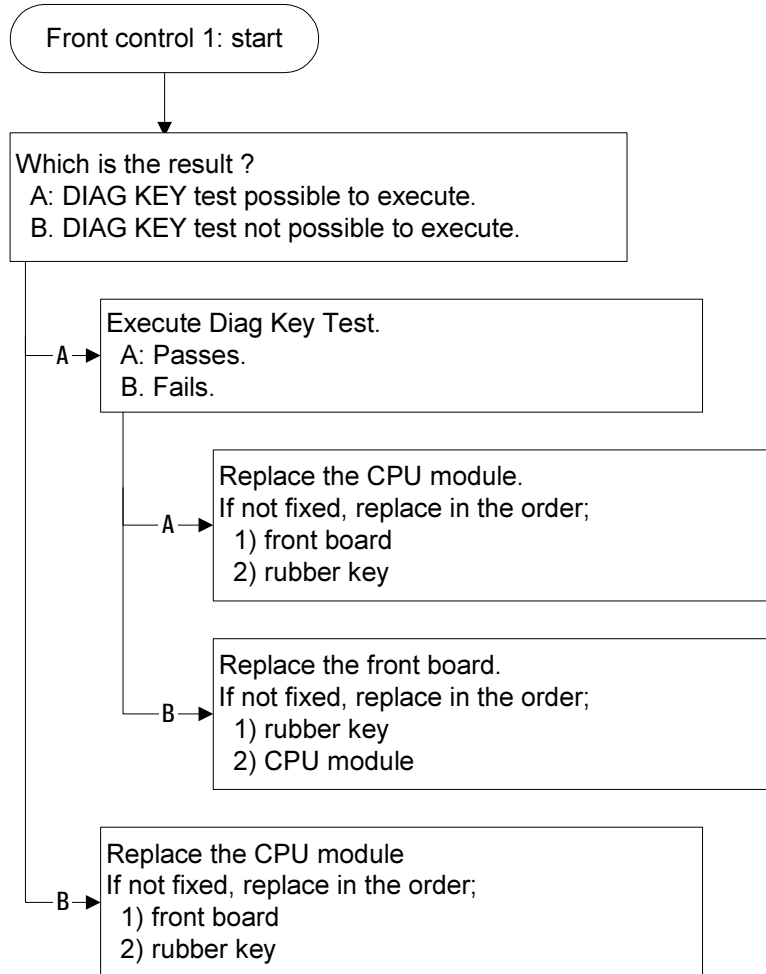 Front control 1: start
Which is the result ?
A: DIAG KEY test possible to execute.
B. DIAG KEY test not possible to execute.
A
Execute Diag Key Test.
A: Passes.
B. Fails.
A
Replace the CPU module.
If not fixed, replace in the order;
1) front board
2) rubber key
B
Replace the front board.
If not fixed, replace in the order;
1) rubber key
2) CPU module
B
Replace the CPU module
If not fixed, replace in the order;
1) front board
2) rubber key